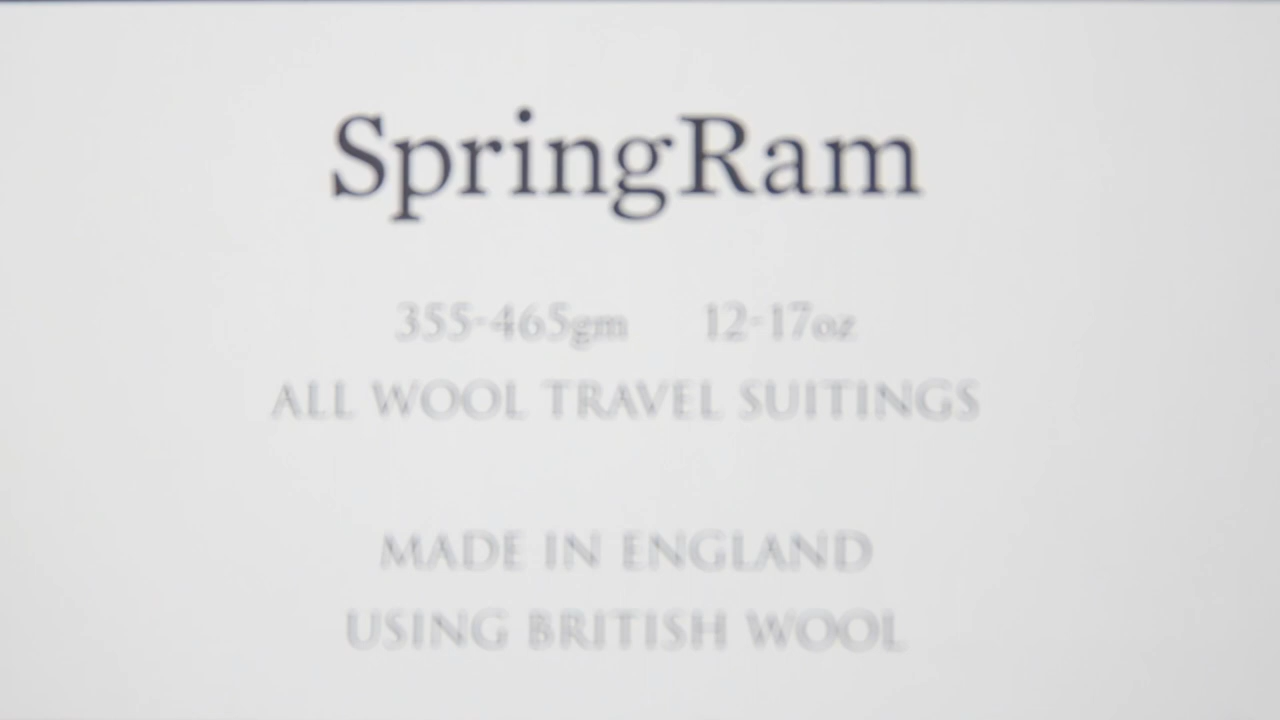 SpringRam
355-465gm 12-17oz
ALL WOOL TRAVEL SUITINGS
MADE IN ENGLAND
USING BRITISH WOOL